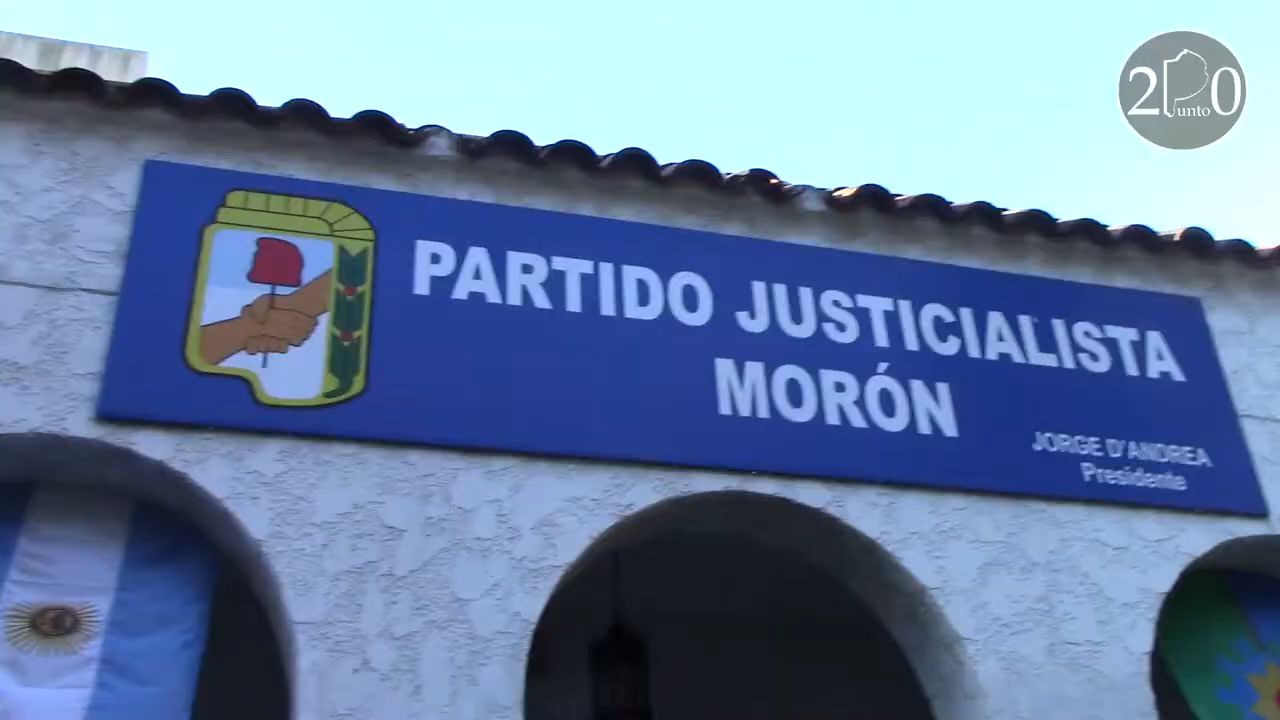 2Punto0
PARTIDO JUSTICIALISTA
MORÓN
JORGE D'ANDREA
Presidente